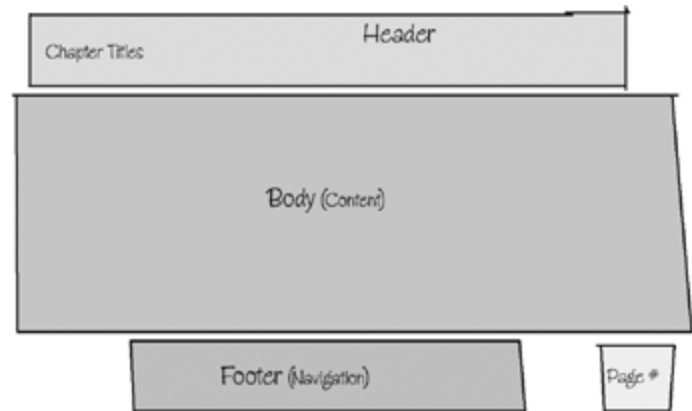 Header
Chapter Titles
Body (Content)
Footer (Navigation)
Page #